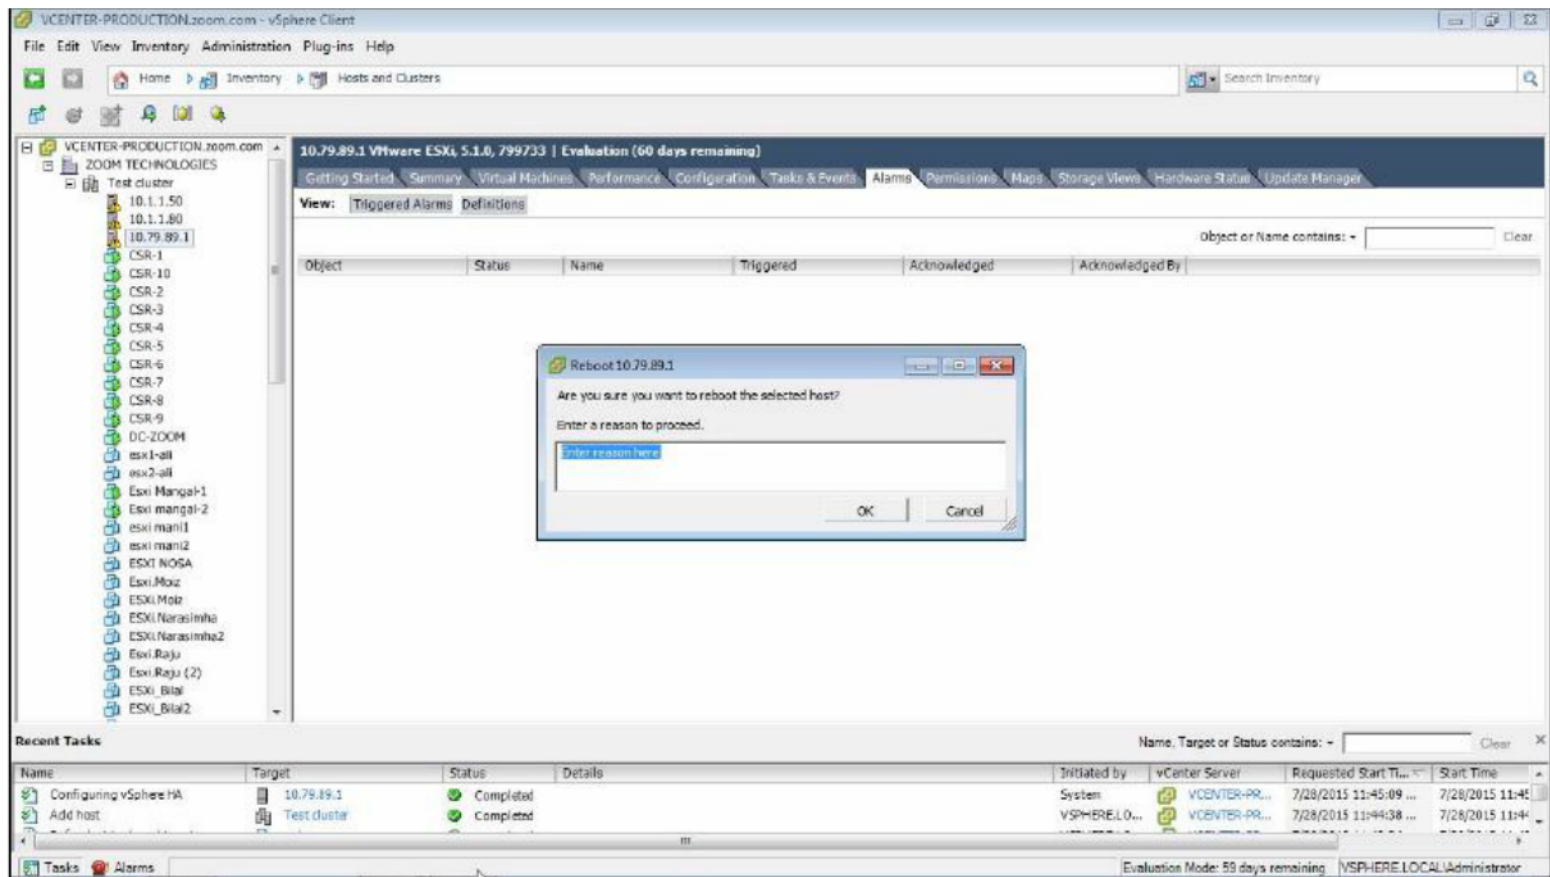 VCENTER-PRODUCTION.zoom.com - vSphere Client
File Edit View Inventory Administration Plug-ins Help
Home Inventory Hosts and Clusters
Search Inventory
VCENTER-PRODUCTION.zoom.com
ZOOM TECHNOLOGIES
Test cluster
10.1.1.50
10.1.1.80
10.79.89.1
CSR-1
CSR-10
CSR-2
CSR-3
CSR-4
CSR-5
CSR-6
CSR-7
CSR-8
CSR-9
DC-ZOOM
esx1-ali
esx2-ali
Esxi Mangal-1
Esxi mangal-2
esxi mani1
esxi mani2
ESXI NOSA
Esxi.Moiz
ESXi.Moiz
ESXi.Narasimha
ESXi.Narasimha2
Esxi.Raju
Esxi.Raju (2)
ESXi_Bilal
ESXi_Bilal2
10.79.89.1 VMware ESXi, 5.1.0, 799733 | Evaluation (60 days remaining)
Getting Started Summary Virtual Machines Performance Configuration Tasks & Events Alarms Permissions Maps Storage Views Hardware Status Update Manager
View: Triggered Alarms Definitions
Object or Name contains: Clear
Object Status Name Triggered Acknowledged Acknowledged By
Reboot 10.79.89.1
Are you sure you want to reboot the selected host?
Enter a reason to proceed.
Enter reason here
OK Cancel
Recent Tasks
Name, Target or Status contains: Clear
Name Target Status Details Initiated by vCenter Server Requested Start Ti... Start Time
Configuring vSphere HA 10.79.89.1 Completed System VCENTER-PR... 7/28/2015 11:45:09 ... 7/28/2015 11:45
Add host Test cluster Completed VSPHERE.LO... VCENTER-PR... 7/28/2015 11:44:38 ... 7/28/2015 11:44
Tasks Alarms
Evaluation Mode: 59 days remaining VSPHERE.LOCAL\Administrator